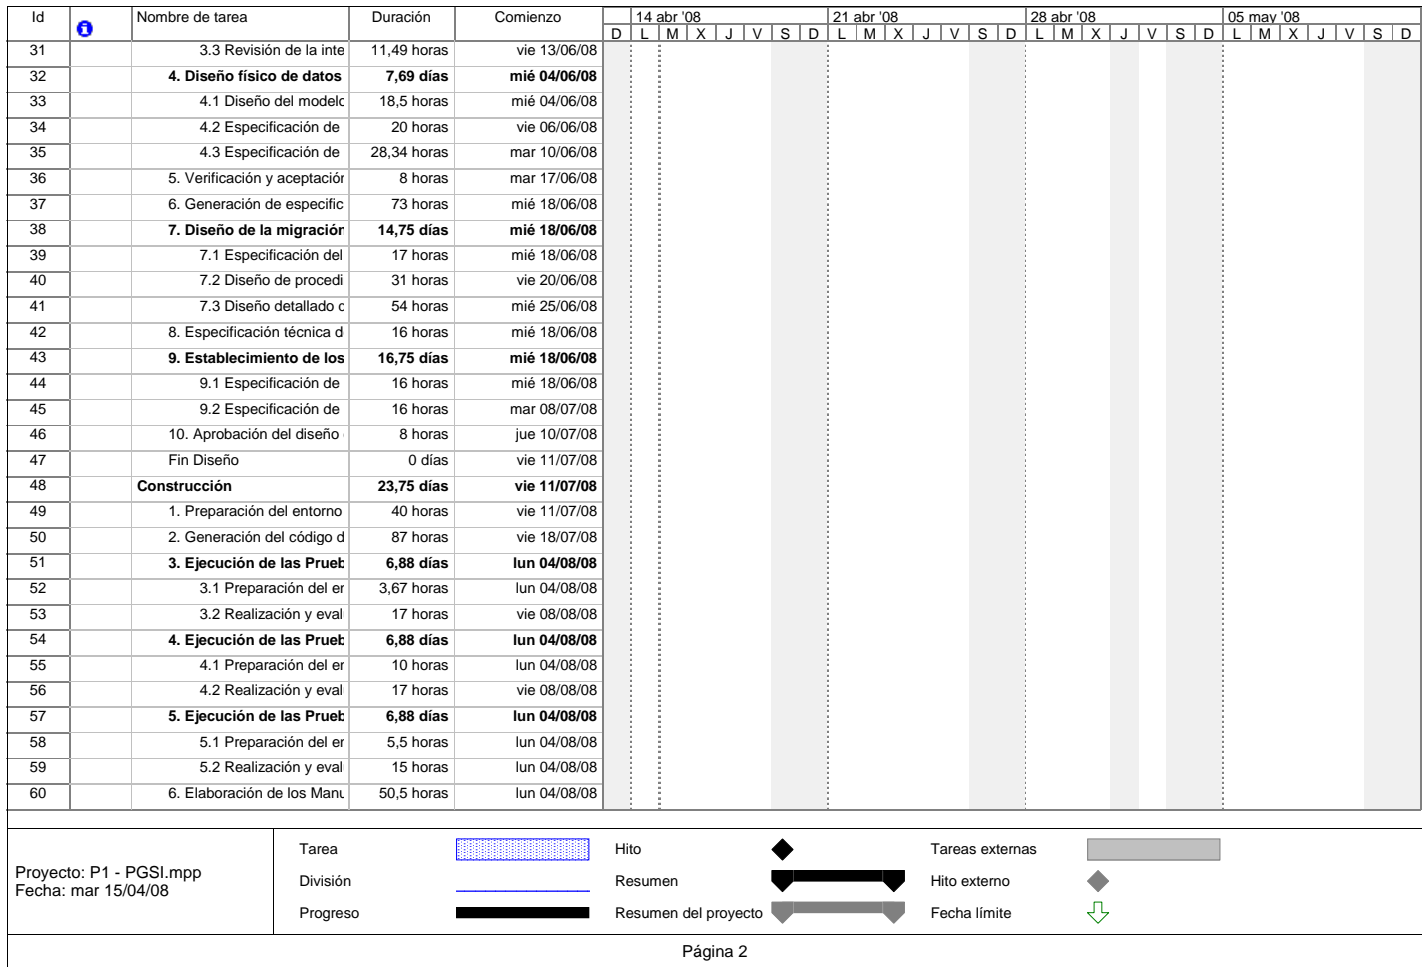 Id Nombre de tarea Duración Comienzo 14 abr '08 21 abr '08 28 abr '08 05 may '08
D L M X J V S D L M X J V S D L M X J V S D L M X J V S D
31 3.3 Revisión de la inte 11,49 horas vie 13/06/08
32 4. Diseño físico de datos 7,69 días mié 04/06/08
33 4.1 Diseño del modelo 18,5 horas mié 04/06/08
34 4.2 Especificación de 20 horas vie 06/06/08
35 4.3 Especificación de 28,34 horas mar 10/06/08
36 5. Verificación y aceptación 8 horas mar 17/06/08
37 6. Generación de especific 73 horas mié 18/06/08
38 7. Diseño de la migración 14,75 días mié 18/06/08
39 7.1 Especificación del 17 horas mié 18/06/08
40 7.2 Diseño de procedi 31 horas vie 20/06/08
41 7.3 Diseño detallado d 54 horas mié 25/06/08
42 8. Especificación técnica d 16 horas mié 18/06/08
43 9. Establecimiento de los 16,75 días mié 18/06/08
44 9.1 Especificación de 16 horas mié 18/06/08
45 9.2 Especificación de 16 horas mar 08/07/08
46 10. Aprobación del diseño 8 horas jue 10/07/08
47 Fin Diseño 0 días vie 11/07/08
48 Construcción 23,75 días vie 11/07/08
49 1. Preparación del entorno 40 horas vie 11/07/08
50 2. Generación del código d 87 horas vie 18/07/08
51 3. Ejecución de las Prueb 6,88 días lun 04/08/08
52 3.1 Preparación del en 3,67 horas lun 04/08/08
53 3.2 Realización y eval 17 horas vie 08/08/08
54 4. Ejecución de las Prueb 6,88 días lun 04/08/08
55 4.1 Preparación del en 10 horas lun 04/08/08
56 4.2 Realización y eval 17 horas vie 08/08/08
57 5. Ejecución de las Prueb 6,88 días lun 04/08/08
58 5.1 Preparación del en 5,5 horas lun 04/08/08
59 5.2 Realización y eval 15 horas lun 04/08/08
60 6. Elaboración de los Manu 50,5 horas lun 04/08/08
Proyecto: P1 - PGSI.mpp
Fecha: mar 15/04/08
Tarea Hito Tareas externas
División Resumen Hito externo
Progreso Resumen del proyecto Fecha límite
Página 2